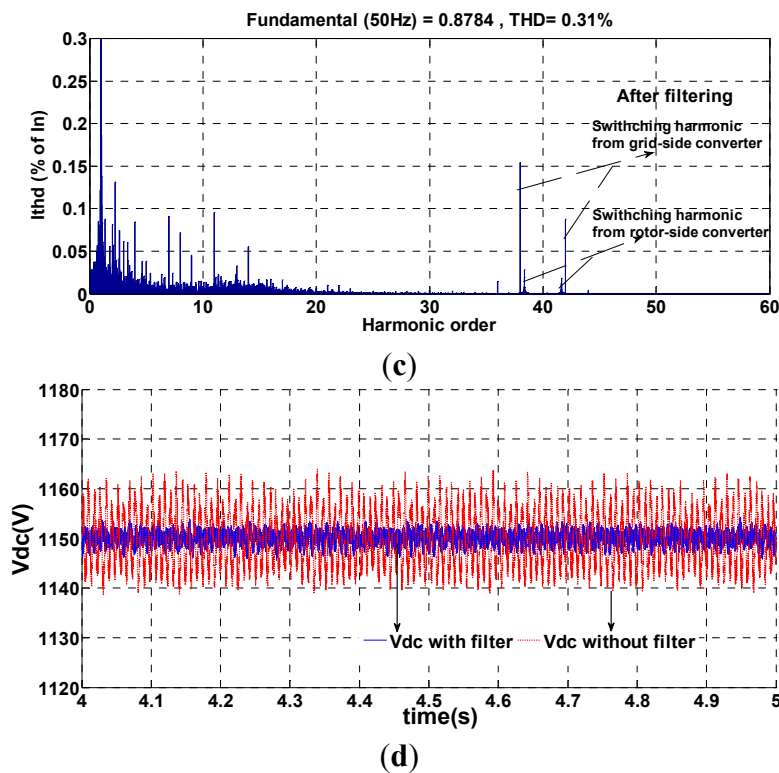 Fundamental (50Hz) = 0.8784 , THD= 0.31%
Ithd (% of In)
0.3
0.25
0.2
0.15
0.1
0.05
0
After filtering
Swithching harmonic
from grid-side converter
Swithching harmonic
from rotor-side converter
0 10 20 30 40 50 60
Harmonic order
(c)
Vdc(V)
1180
1170
1160
1150
1140
1130
1120
Vdc with filter Vdc without filter
4 4.1 4.2 4.3 4.4 4.5 4.6 4.7 4.8 4.9 5
time(s)
(d)